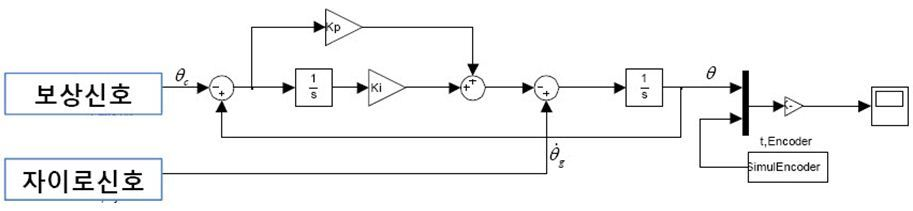 Kp
보상신호
θc
- +
1
s
Ki
+ +
- +
1
s
θ
t,Encoder
θ̇g
SimulEncoder
자이로신호